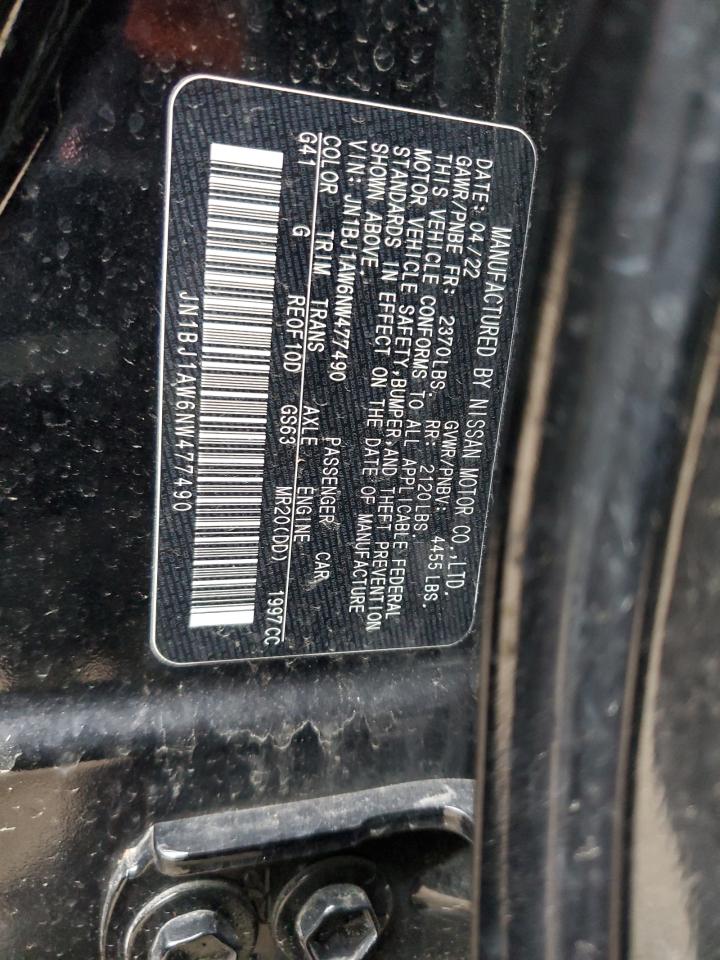 MANUFACTURED BY NISSAN MOTOR CO.,LTD.
DATE: 04/22 GVWR/PNBV: 4455 LBS.
GAWR/PNBE FR: 2370LBS. RR: 2120LBS.
THIS VEHICLE CONFORMS TO ALL APPLICABLE FEDERAL
MOTOR VEHICLE SAFETY,BUMPER,AND THEFT PREVENTION
STANDARDS IN EFFECT ON THE DATE OF MANUFACTURE
SHOWN ABOVE.
VIN: JN1BJ1AW6NW477490 PASSENGER CAR
COLOR TRIM TRANS AXLE ENGINE
G41 G RE0F10D GS63 MR20(DD) 1997CC
JN1BJ1AW6NW477490